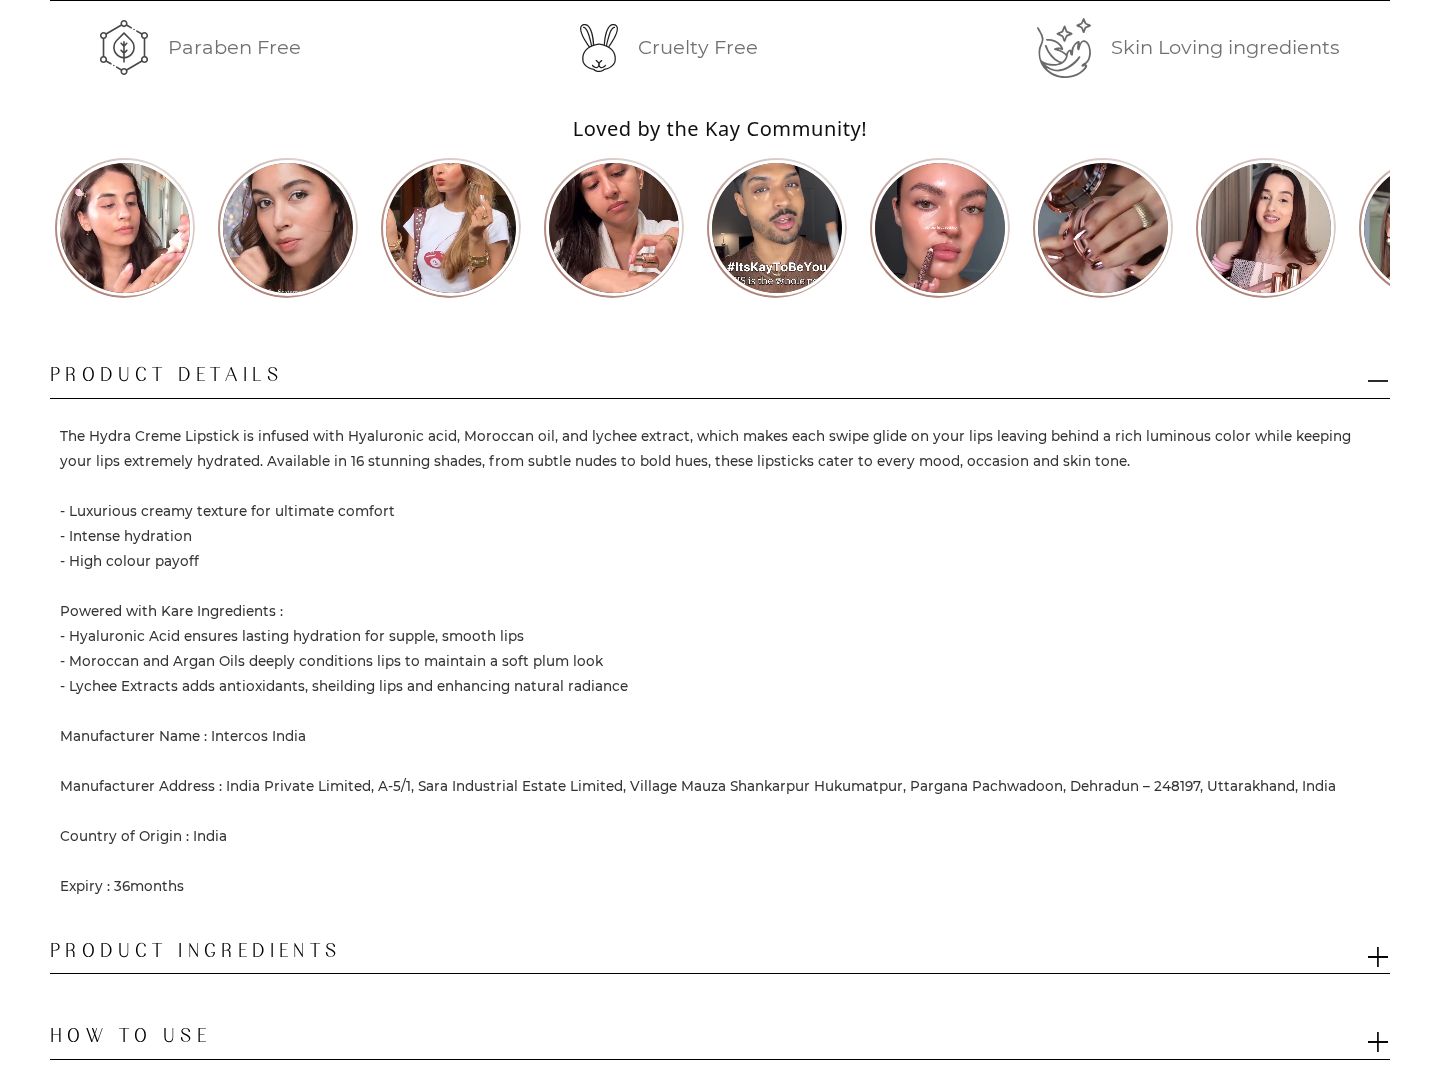 Paraben Free
Cruelty Free
Skin Loving ingredients
Loved by the Kay Community!
#ItsKayToBeYou
is the whole
PRODUCT DETAILS
The Hydra Creme Lipstick is infused with Hyaluronic acid, Moroccan oil, and lychee extract, which makes each swipe glide on your lips leaving behind a rich luminous color while keeping
your lips extremely hydrated. Available in 16 stunning shades, from subtle nudes to bold hues, these lipsticks cater to every mood, occasion and skin tone.
- Luxurious creamy texture for ultimate comfort
- Intense hydration
- High colour payoff
Powered with Kare Ingredients :
- Hyaluronic Acid ensures lasting hydration for supple, smooth lips
- Moroccan and Argan Oils deeply conditions lips to maintain a soft plum look
- Lychee Extracts adds antioxidants, sheilding lips and enhancing natural radiance
Manufacturer Name : Intercos India
Manufacturer Address : India Private Limited, A-5/1, Sara Industrial Estate Limited, Village Mauza Shankarpur Hukumatpur, Pargana Pachwadoon, Dehradun – 248197, Uttarakhand, India
Country of Origin : India
Expiry : 36months
PRODUCT INGREDIENTS
HOW TO USE